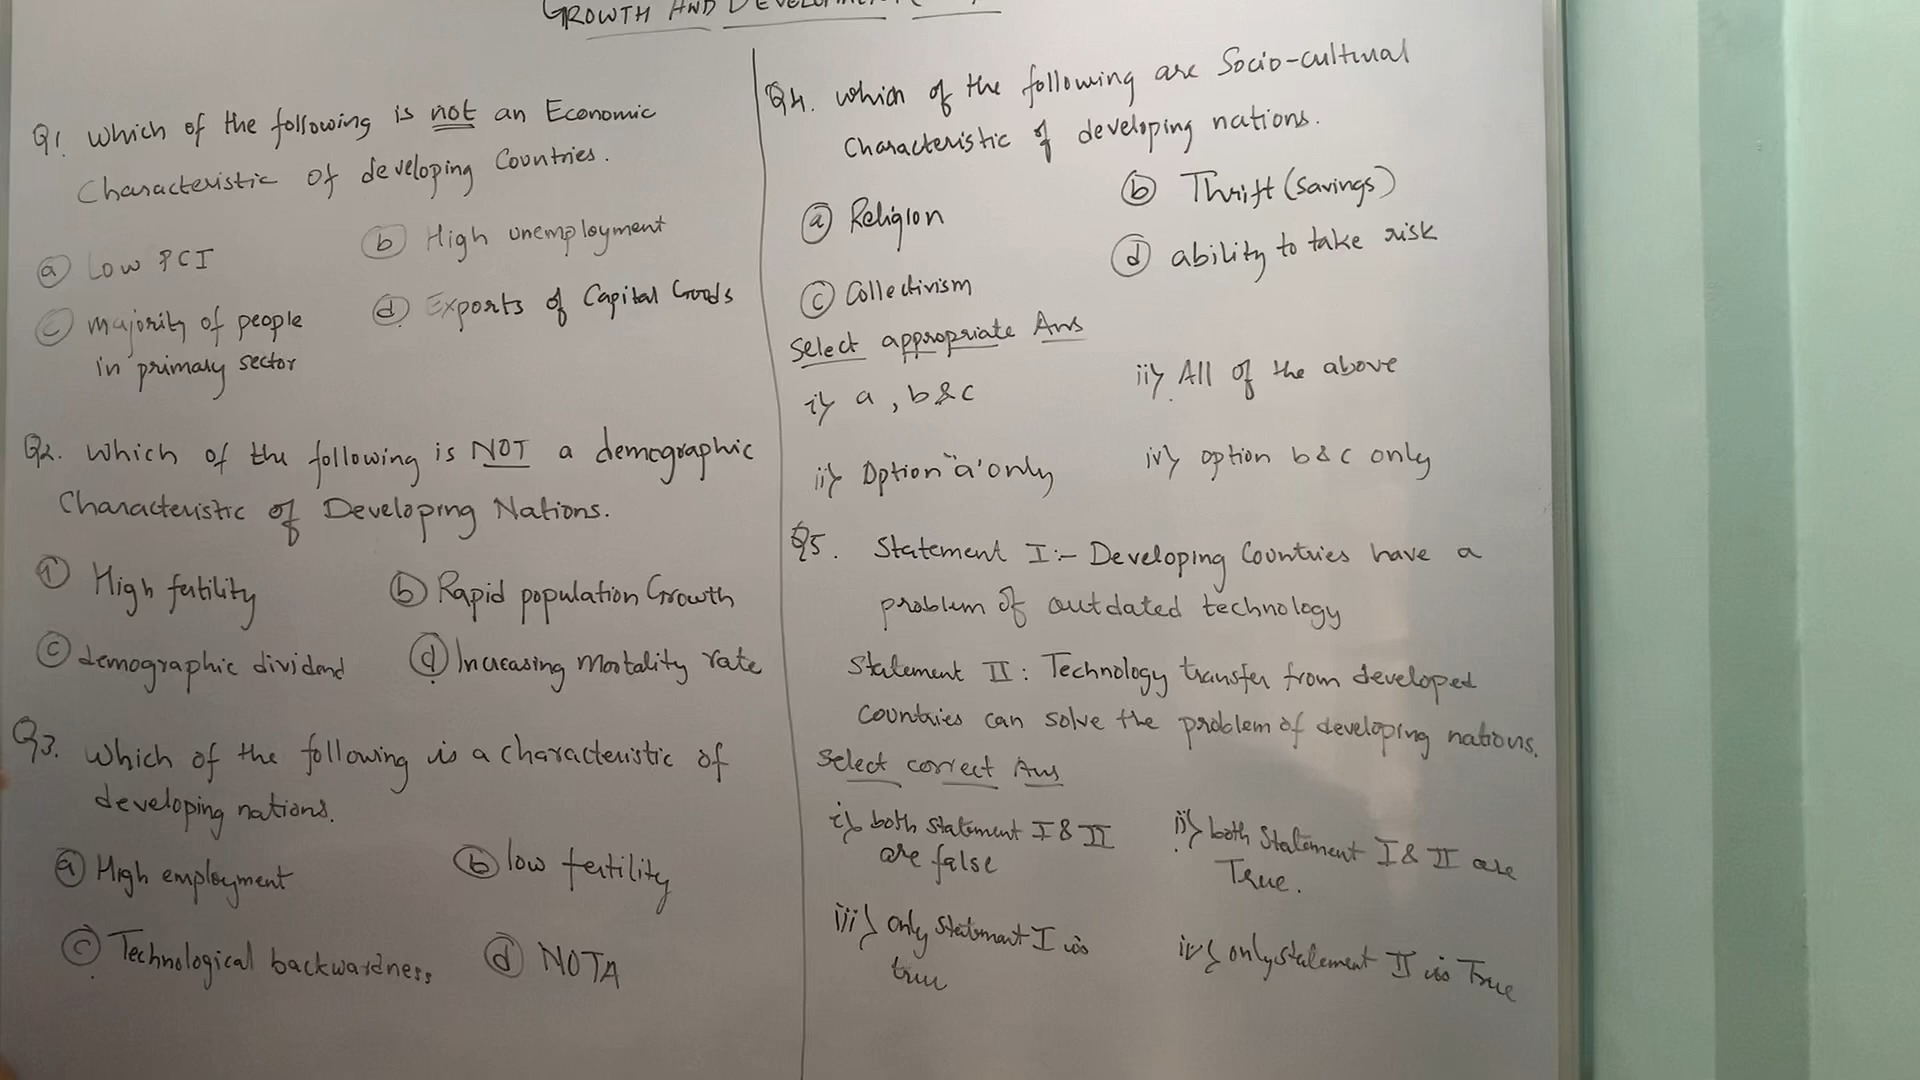 GROWTH AND
Q1. Which of the following is not an Economic
Characteristic of developing Countries.
(a) Low PCI
(b) High unemployment
(c) majority of people
in primary sector
(d) Exports of Capital Goods
Q2. Which of the following is NOT a demographic
Characteristic of Developing Nations.
High fertility
(b) Rapid population Growth
(c) demographic dividend
(d) Increasing Mortality rate
Q3. Which of the following is a characteristic of
developing nations.
(a) High employment
(b) low fertility
(c) Technological backwardness
(d) NOTA
Q4. Which of the following are Socio-cultural
Characteristic of developing nations.
(a) Religion
(b) Thrift (savings)
(c) Collectivism
(d) ability to take risk
Select appropriate Ans
i) a, b & c
iii) All of the above
ii) Option "a" only
iv) option b & c only
Q5. Statement I :- Developing Countries have a
problem of outdated technology
Statement II : Technology transfer from developed
Countries can solve the problem of developing nations.
Select correct Ans
i) both statement I & II
are false
ii) both Statement I & II are
True.
iii) only statement I is
true
iv) only statement II is True